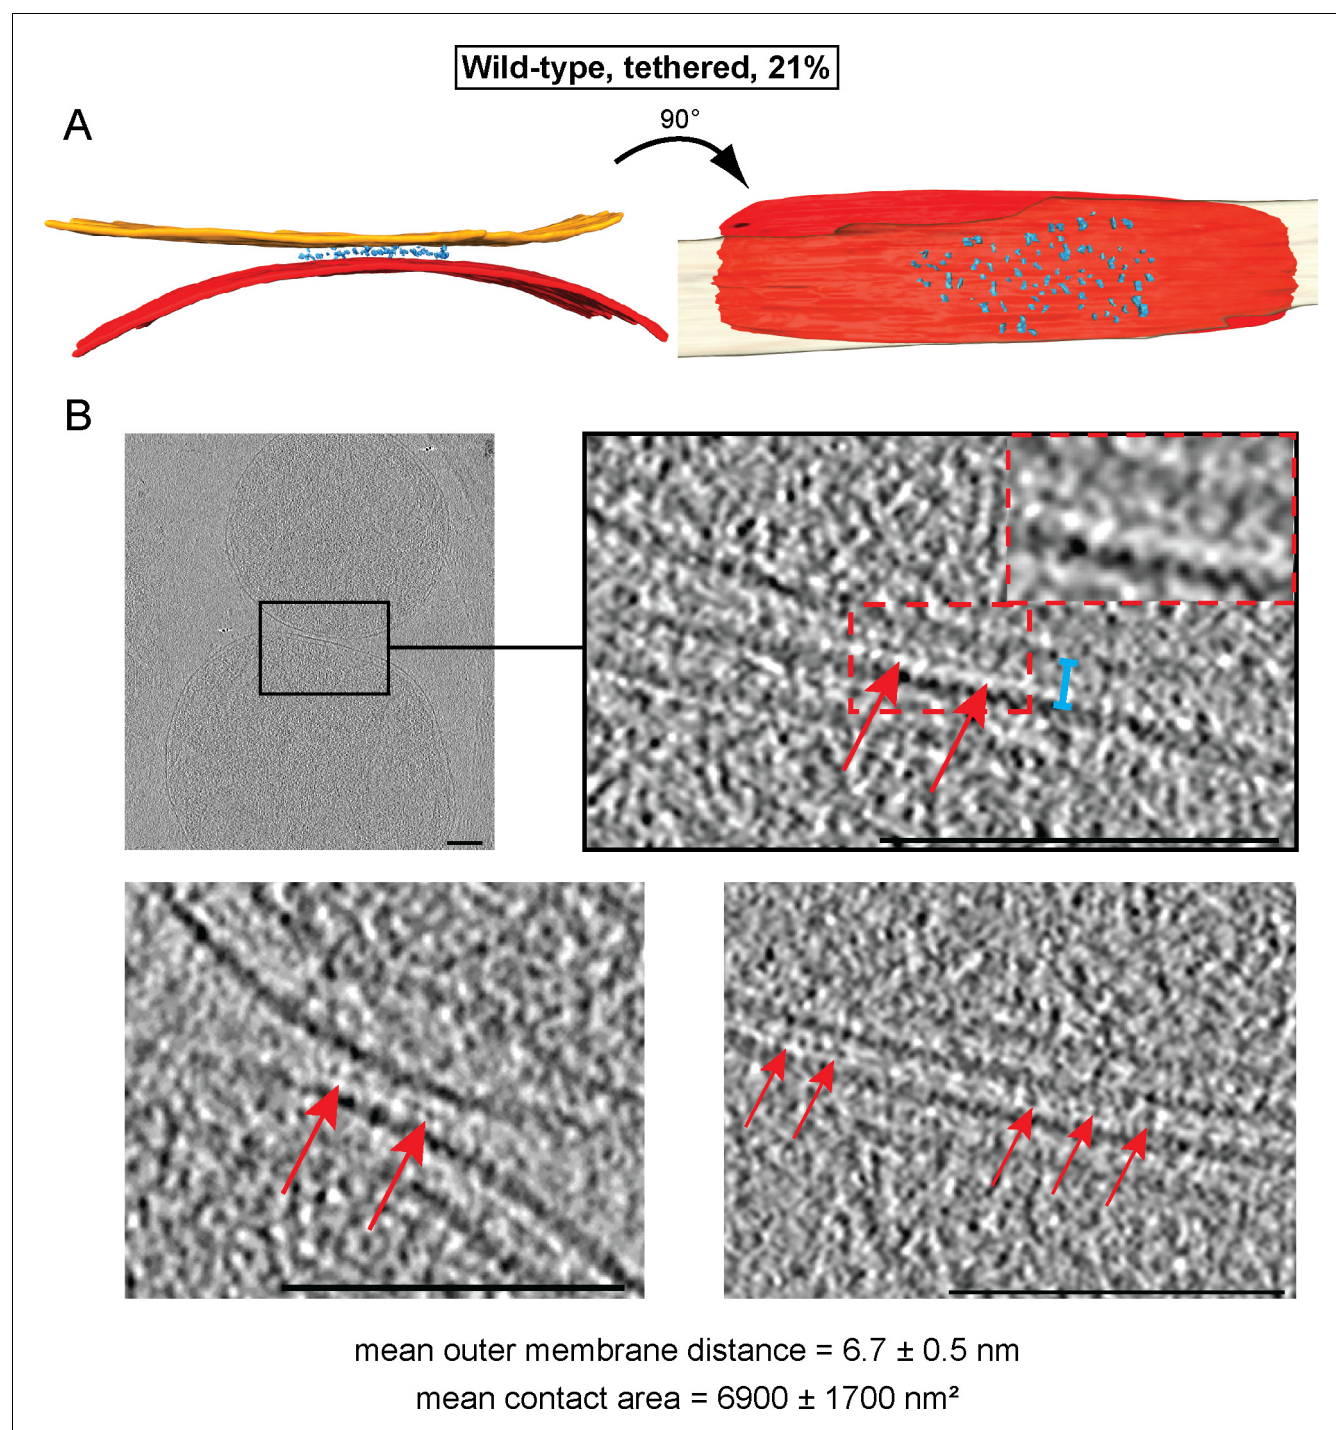 Wild-type, tethered, 21%
A
90°
B
mean outer membrane distance = 6.7 ± 0.5 nm
mean contact area = 6900 ± 1700 nm²